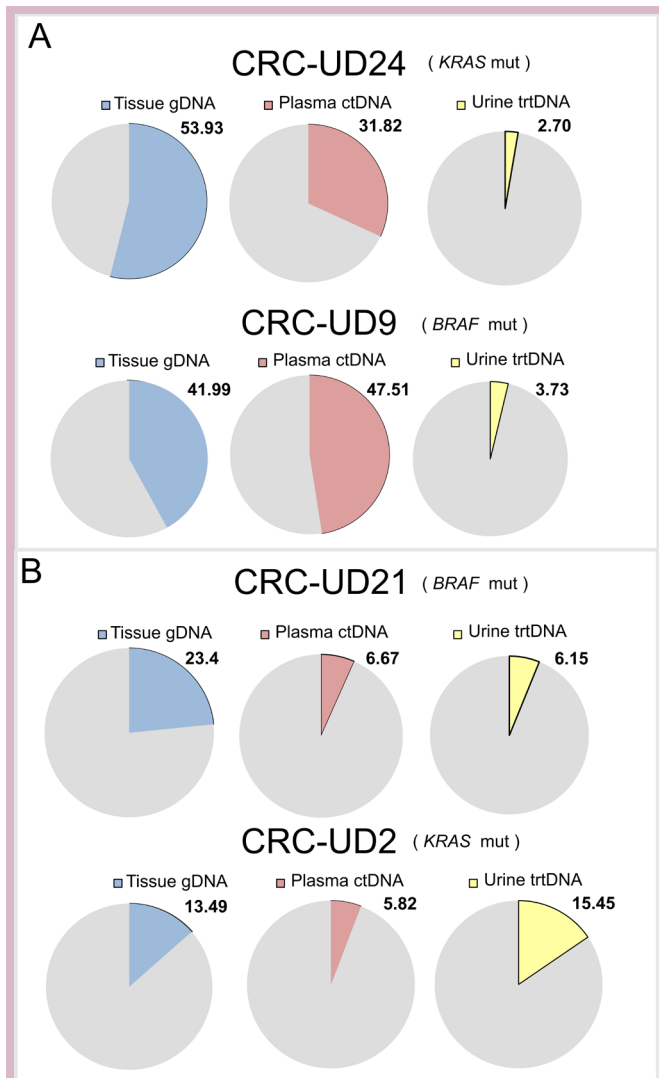 A
CRC-UD24 ( KRAS mut )
Tissue gDNA Plasma ctDNA Urine trtDNA
53.93 31.82 2.70
CRC-UD9 ( BRAF mut )
Tissue gDNA Plasma ctDNA Urine trtDNA
41.99 47.51 3.73
B
CRC-UD21 ( BRAF mut )
Tissue gDNA Plasma ctDNA Urine trtDNA
23.4 6.67 6.15
CRC-UD2 ( KRAS mut )
Tissue gDNA Plasma ctDNA Urine trtDNA
13.49 5.82 15.45